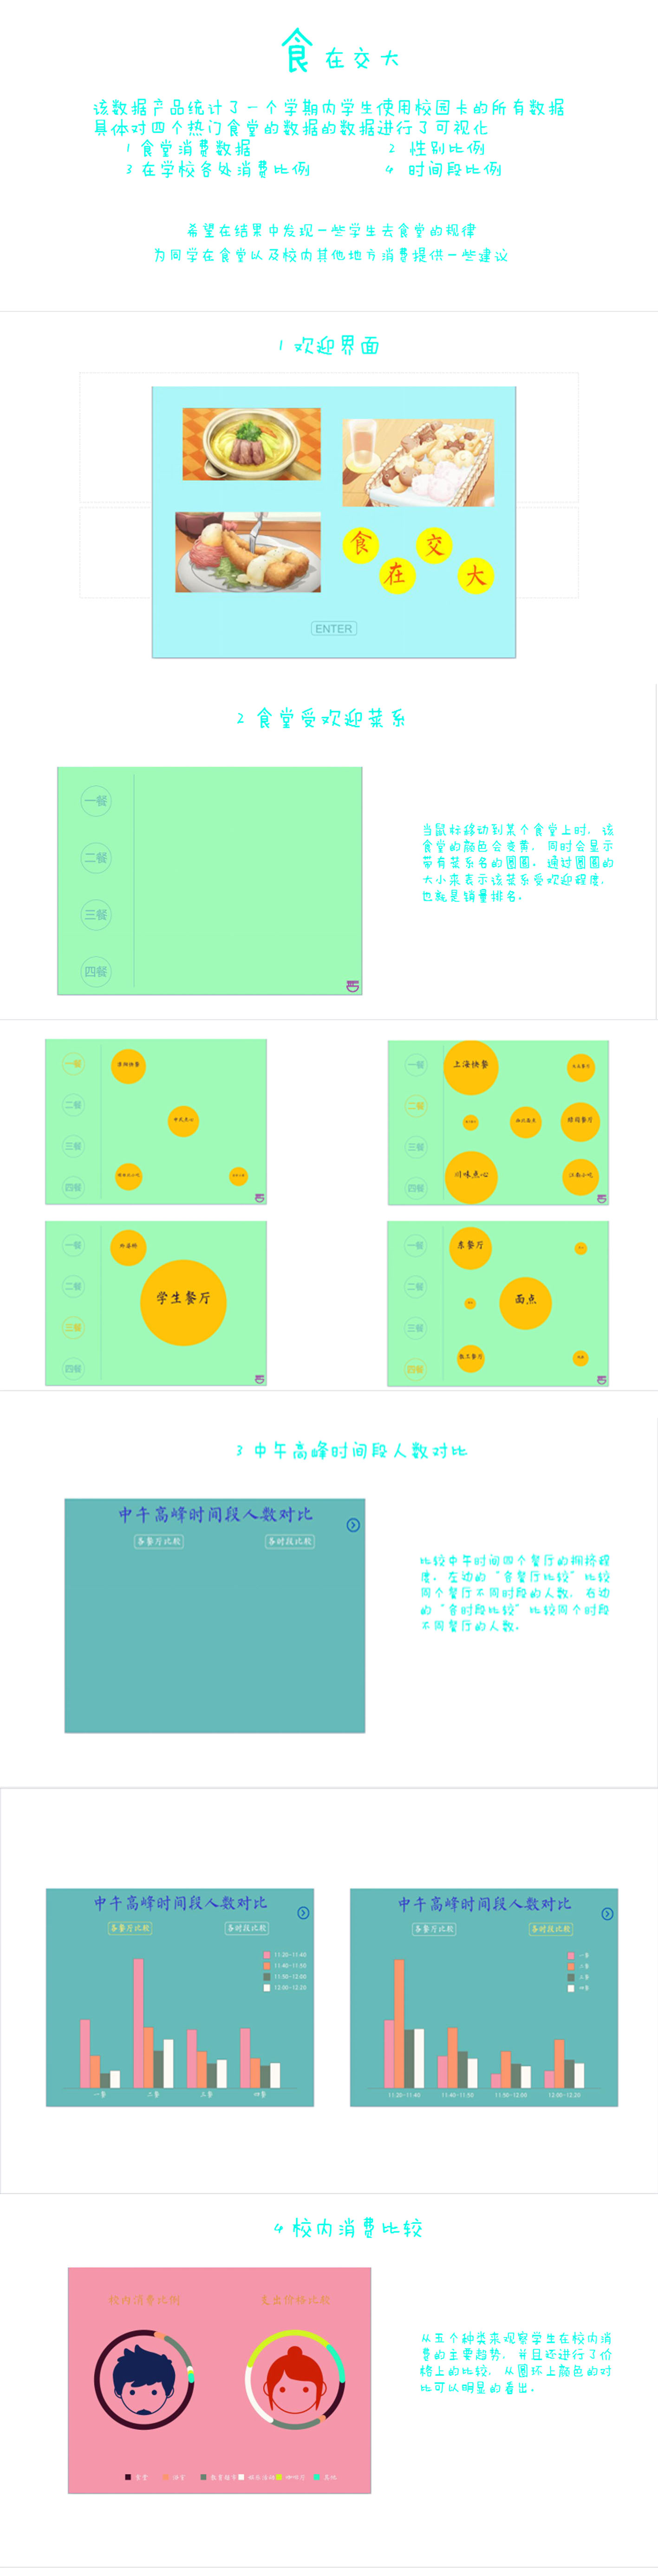 食在交大
该数据产品统计了一个学期内学生使用校园卡的所有数据
具体对四个热门食堂的数据的数据进行了可视化
1 食堂消费数据
2 性别比例
3 在学校各处消费比例
4 时间段比例
希望在结果中发现一些学生去食堂的规律
为同学在食堂以及校内其他地方消费提供一些建议
1 欢迎界面
食在交大
ENTER
2 食堂受欢迎菜系
一餐
二餐
三餐
四餐
当鼠标移动到某个食堂上时，该
食堂的颜色会变黄，同时会显示
带有菜系名的圆圈。通过圆圈的
大小来表示该菜系受欢迎程度，
也就是销量排名。
一餐
二餐
三餐
四餐
中式点心
一餐
二餐
三餐
四餐
上海快餐
川味点心
一餐
二餐
三餐
四餐
学生餐厅
一餐
二餐
三餐
四餐
东餐厅
面点
教工餐厅
3 中午高峰时间段人数对比
中午高峰时间段人数对比
各餐厅比较
各时段比较
比较中午时间四个餐厅的拥挤程
度。左边的“各餐厅比较”比较
同个餐厅不同时段的人数，右边
的“各时段比较”比较同个时段
不同餐厅的人数。
中午高峰时间段人数对比
各餐厅比较
各时段比较
11:20-11:40
11:40-11:50
11:50-12:00
12:00-12:20
一餐
二餐
三餐
四餐
中午高峰时间段人数对比
各餐厅比较
各时段比较
一餐
二餐
三餐
四餐
11:20-11:40
11:40-11:50
11:50-12:00
12:00-12:20
4 校内消费比较
校内消费比例
支出价格比较
从五个种类来观察学生在校内消
费的主要趋势，并且还进行了价
格上的比较，从圆环上颜色的对
比可以明显的看出。
食堂
教育超市
咖啡厅
其他